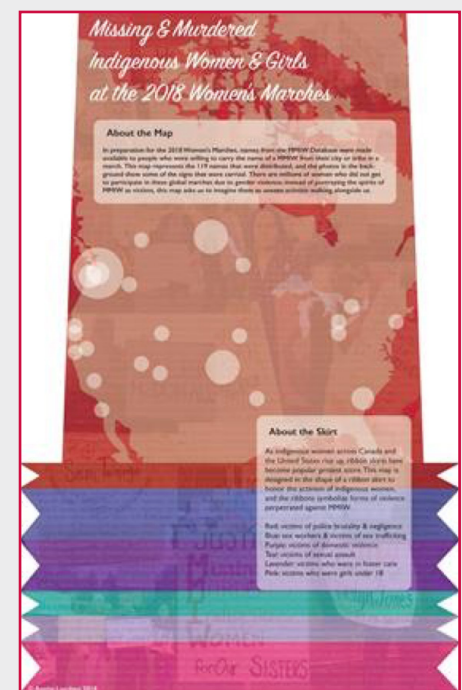 Missing & Murdered
Indigenous Women & Girls
at the 2018 Women's Marches
About the Map
In preparation for the 2018 Women's Marches, names from the MMIW Database were made
available to people who were willing to carry the name of a MMIW from their city or tribe in a
march. This map represents the 119 names that were distributed, and the photos in the back-
ground show some of the signs that were carried. There are millions of women who did not get
to participate in these global marches due to gender violence; instead of portraying the spirits of
MMIW as victims, this map asks us to imagine them as unseen activists walking alongside us.
About the Skirt
As indigenous women across Canada and
the United States rise up, ribbon skirts have
become popular protest attire. This map is
designed in the shape of a ribbon skirt to
honor the activism of indigenous women,
and the ribbons symbolize forms of violence
perpetrated against MMIW.
Red: victims of police brutality & negligence
Blue: sex workers & victims of sex trafficking
Purple: victims of domestic violence
Teal: victims of sexual assault
Lavender: victims who were in foster care
Pink: victims who were girls under 18
JUSTICE
Jones
WOMEN
For Our SISTERS
2018